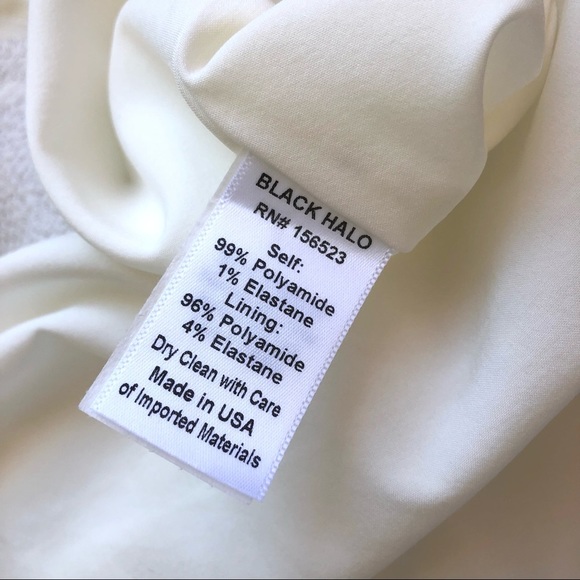 BLACK HALO
RN# 156523
Self:
99% Polyamide
1% Elastane
Lining:
96% Polyamide
4% Elastane
Dry Clean with Care
Made in USA
of Imported Materials